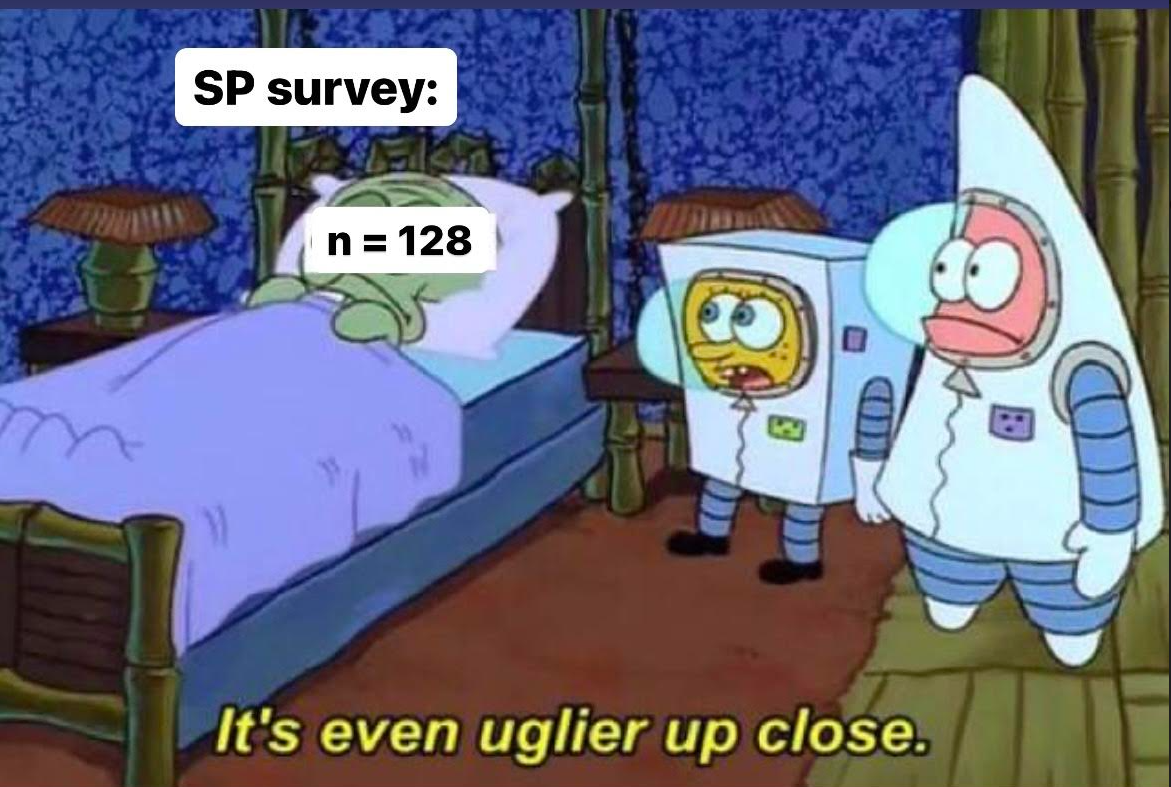 SP survey:
n = 128
It's even uglier up close.